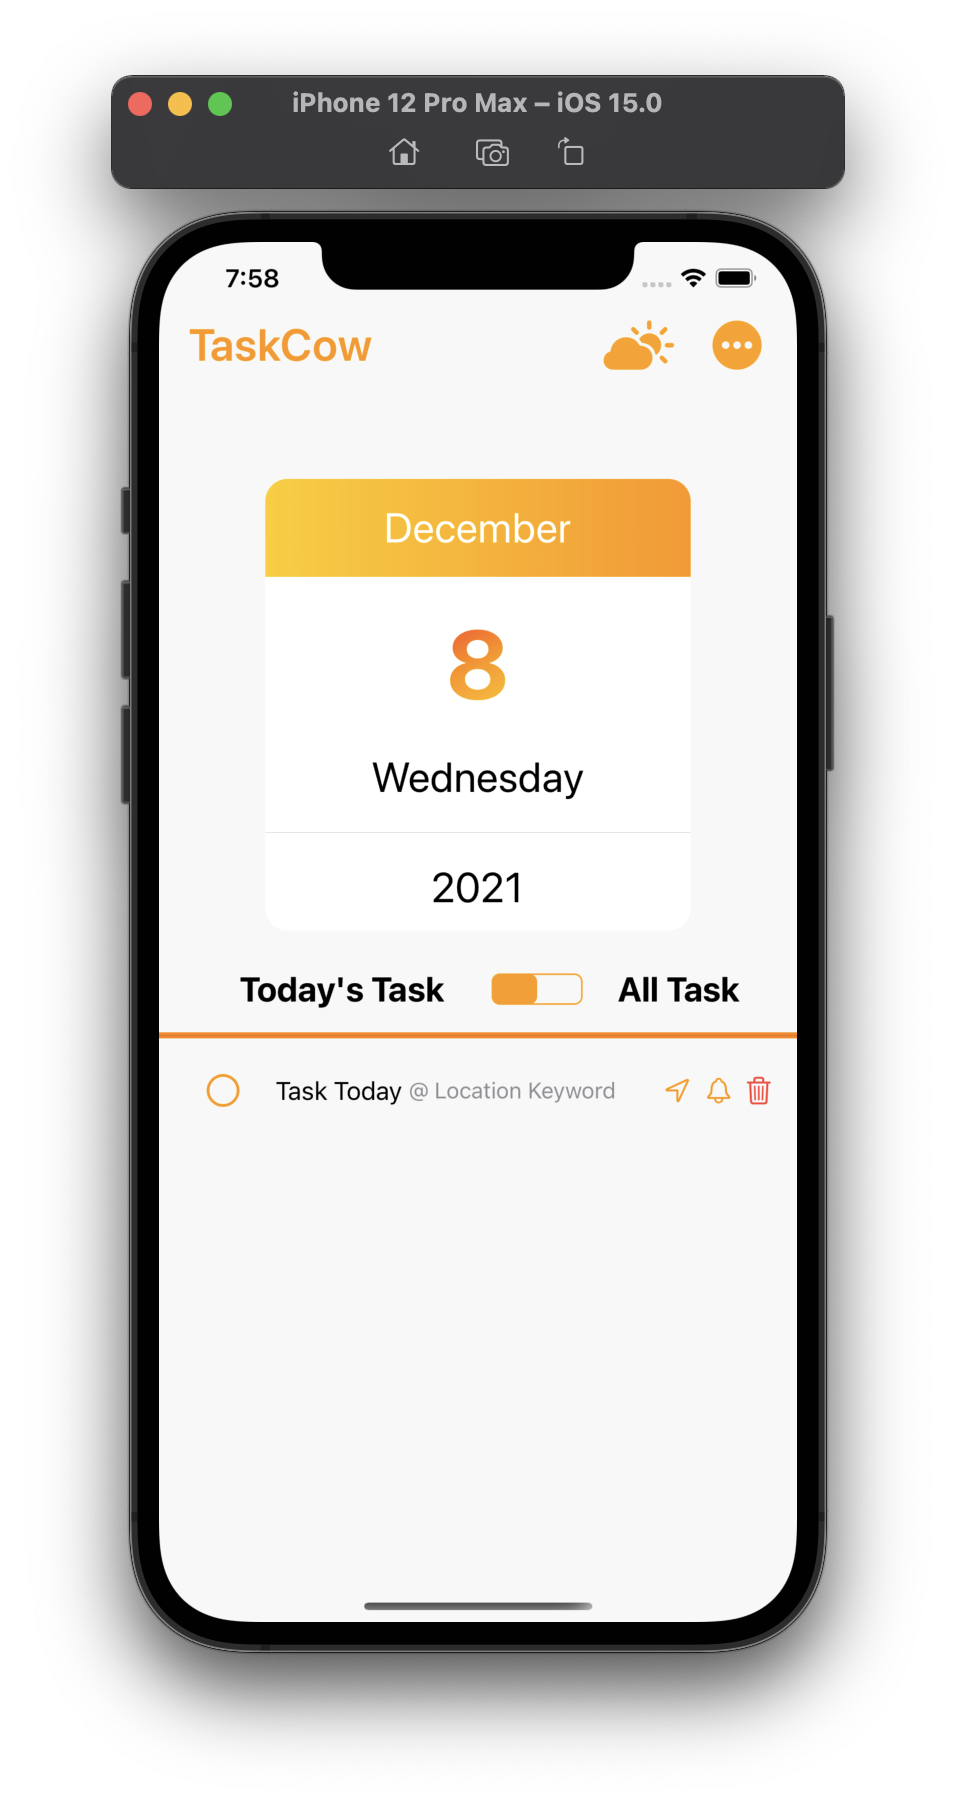 iPhone 12 Pro Max – iOS 15.0
7:58
TaskCow
December
8
Wednesday
2021
Today's Task All Task
Task Today @ Location Keyword